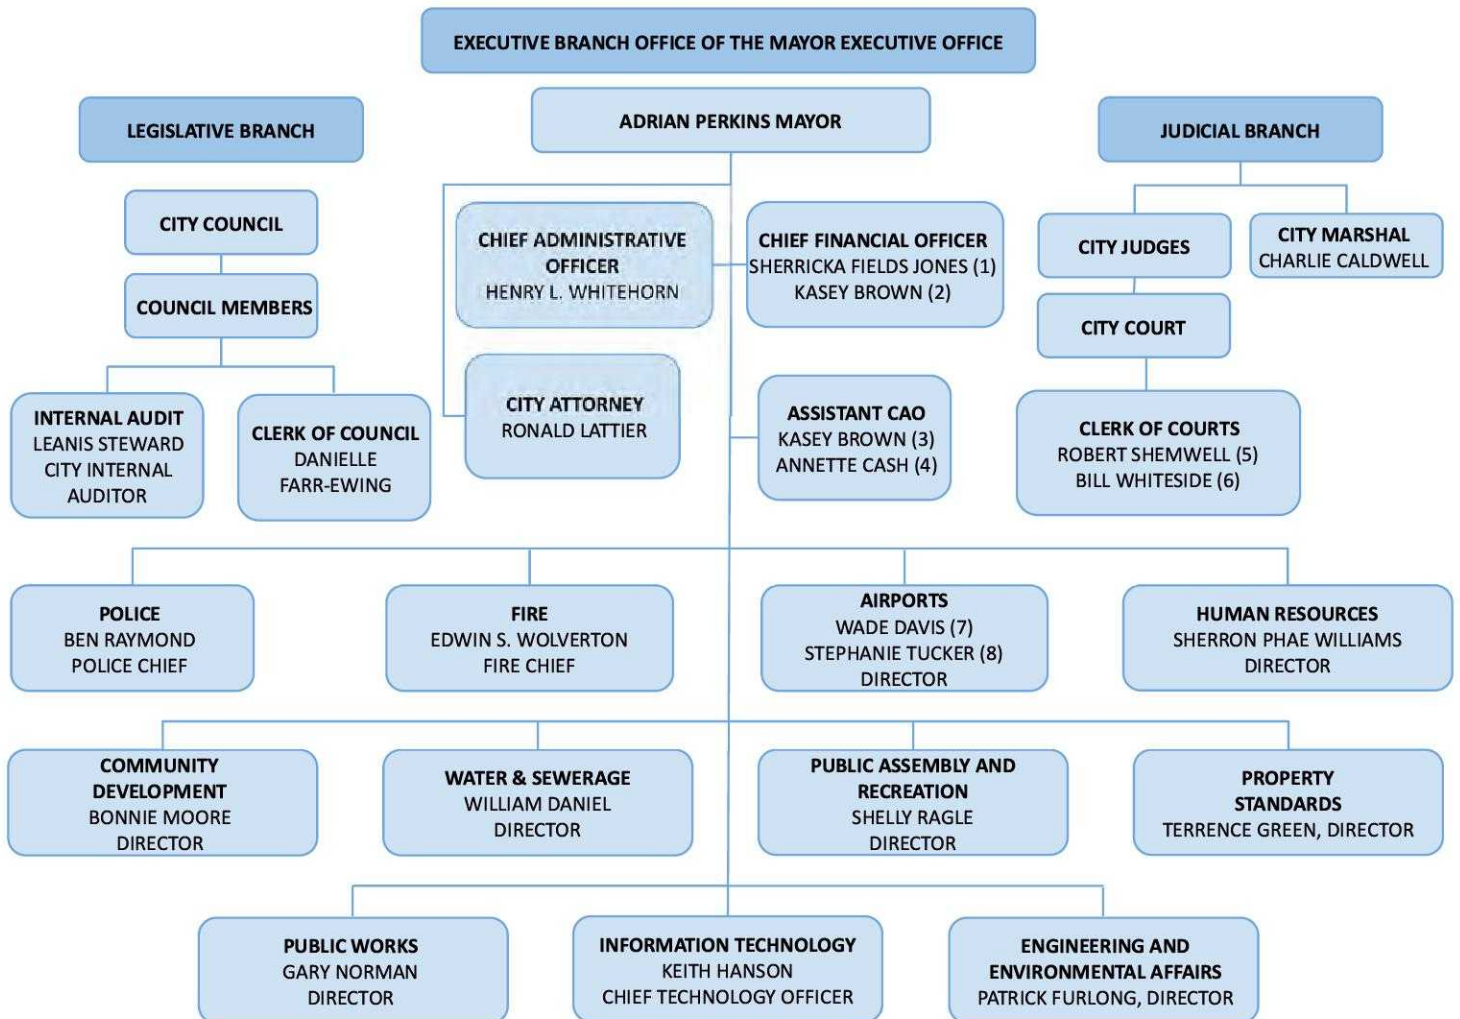 EXECUTIVE BRANCH OFFICE OF THE MAYOR EXECUTIVE OFFICE
LEGISLATIVE BRANCH
ADRIAN PERKINS MAYOR
JUDICIAL BRANCH
CITY COUNCIL
COUNCIL MEMBERS
INTERNAL AUDIT
LEANIS STEWARD
CITY INTERNAL
AUDITOR
CLERK OF COUNCIL
DANIELLE
FARR-EWING
CHIEF ADMINISTRATIVE
OFFICER
HENRY L. WHITEHORN
CHIEF FINANCIAL OFFICER
SHERRICKA FIELDS JONES (1)
KASEY BROWN (2)
CITY ATTORNEY
RONALD LATTIER
ASSISTANT CAO
KASEY BROWN (3)
ANNETTE CASH (4)
CITY JUDGES
CITY MARSHAL
CHARLIE CALDWELL
CITY COURT
CLERK OF COURTS
ROBERT SHEMWELL (5)
BILL WHITESIDE (6)
POLICE
BEN RAYMOND
POLICE CHIEF
FIRE
EDWIN S. WOLVERTON
FIRE CHIEF
AIRPORTS
WADE DAVIS (7)
STEPHANIE TUCKER (8)
DIRECTOR
HUMAN RESOURCES
SHERRON PHAE WILLIAMS
DIRECTOR
COMMUNITY
DEVELOPMENT
BONNIE MOORE
DIRECTOR
WATER & SEWERAGE
WILLIAM DANIEL
DIRECTOR
PUBLIC ASSEMBLY AND
RECREATION
SHELLY RAGLE
DIRECTOR
PROPERTY
STANDARDS
TERRENCE GREEN, DIRECTOR
PUBLIC WORKS
GARY NORMAN
DIRECTOR
INFORMATION TECHNOLOGY
KEITH HANSON
CHIEF TECHNOLOGY OFFICER
ENGINEERING AND
ENVIRONMENTAL AFFAIRS
PATRICK FURLONG, DIRECTOR